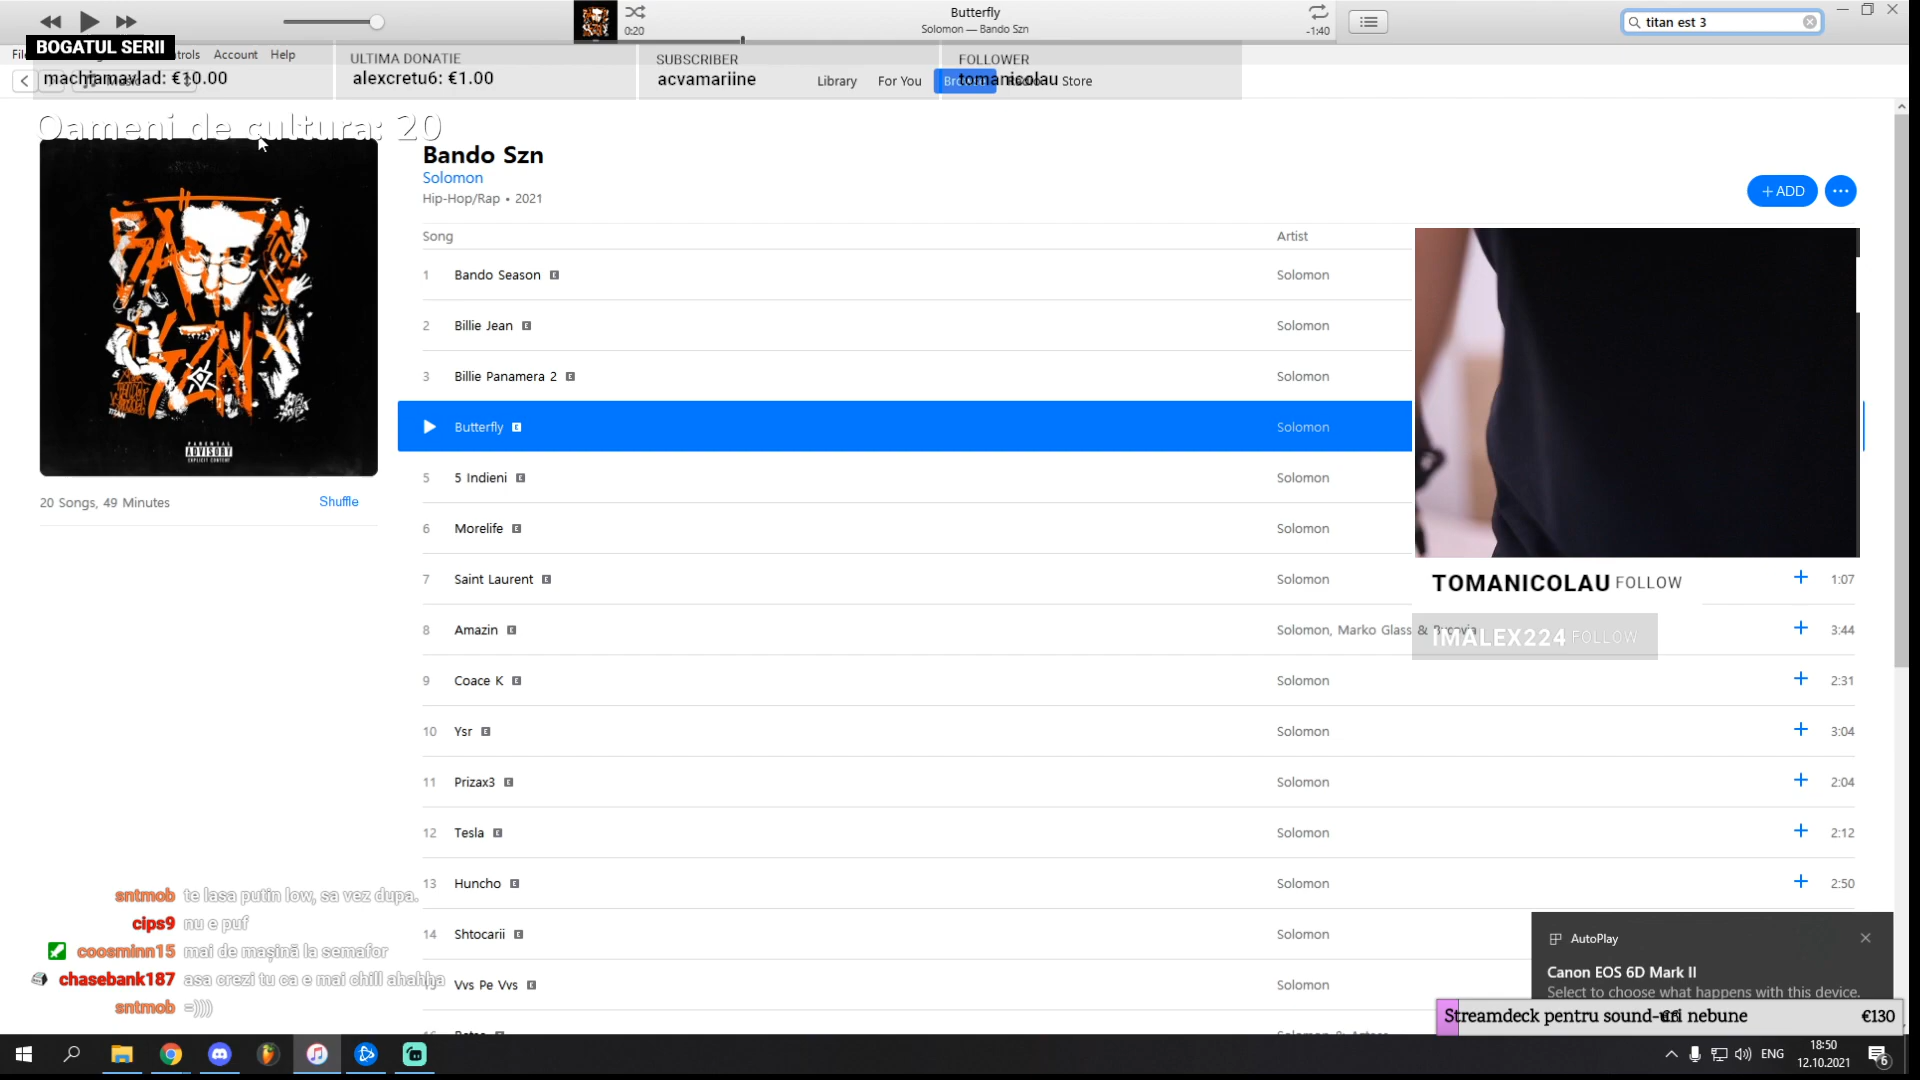 Butterfly
Solomon — Bando Szn
0:20
-1:40
titan est 3
BOGATUL SERII
Account
Help
ULTIMA DONATIE
SUBSCRIBER
FOLLOWER
machiamavlad: €10.00
alexcretu6: €1.00
acvamariine
tomanicolau
Library
For You
Store
Oameni de cultura: 20
Bando Szn
Solomon
Hip-Hop/Rap • 2021
+ ADD
Song
Artist
1 Bando Season E Solomon
2 Billie Jean E Solomon
3 Billie Panamera 2 E Solomon
Butterfly E Solomon
5 5 Indieni E Solomon
6 Morelife E Solomon
7 Saint Laurent E Solomon 1:07
8 Amazin E Solomon, Marko Glass & 3:44
9 Coace K E Solomon 2:31
10 Ysr E Solomon 3:04
11 Prizax3 E Solomon 2:04
12 Tesla E Solomon 2:12
13 Huncho E Solomon 2:50
14 Shtocarii E Solomon
Vvs Pe Vvs E Solomon
PARENTAL
ADVISORY
EXPLICIT CONTENT
20 Songs, 49 Minutes
Shuffle
TOMANICOLAU FOLLOW
IMALEX224 FOLLOW
sntmob te lasa putin low, sa vez dupa.
cips9 nu e puf
coosminn15 mai de mașină la semafor
chasebank187 asa crezi tu ca e mai chill ahahha
sntmob =))))
AutoPlay
Canon EOS 6D Mark II
Select to choose what happens with this device.
Streamdeck pentru sound-uri nebune
€130
ENG
18:50
12.10.2021
6